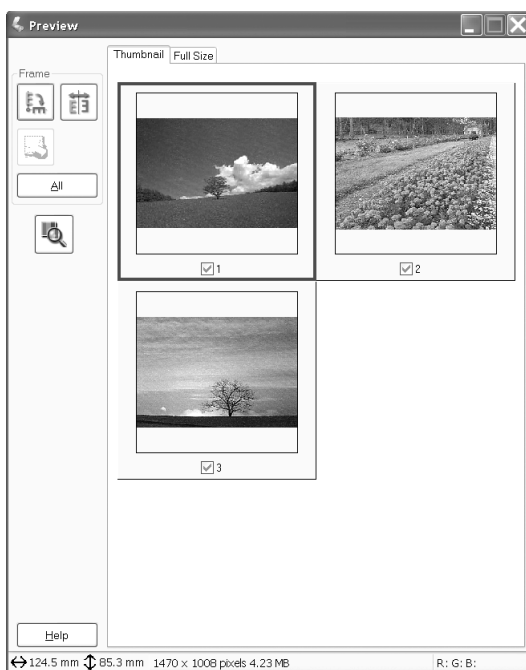 Preview
Thumbnail Full Size
Frame
All
1
2
3
Help
124.5 mm 85.3 mm 1470 x 1008 pixels 4.23 MB R: G: B: